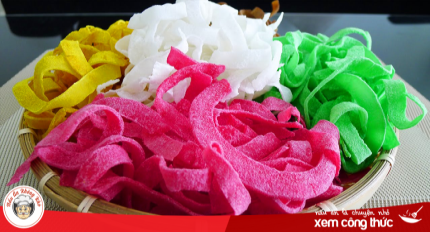 nấu ăn là chuyện nhỏ
xem công thức